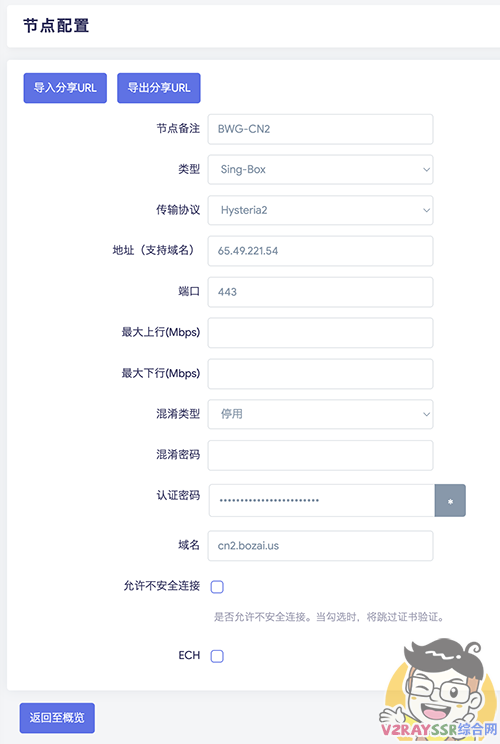 节点配置
导入分享URL 导出分享URL
节点备注 BWG-CN2
类型 Sing-Box
传输协议 Hysteria2
地址（支持域名） 65.49.221.54
端口 443
最大上行(Mbps)
最大下行(Mbps)
混淆类型 停用
混淆密码
认证密码 •••••••••••••••••••••••• *
域名 cn2.bozai.us
允许不安全连接
是否允许不安全连接。当勾选时，将跳过证书验证。
ECH
返回至概览
V2RAYSSR综合网